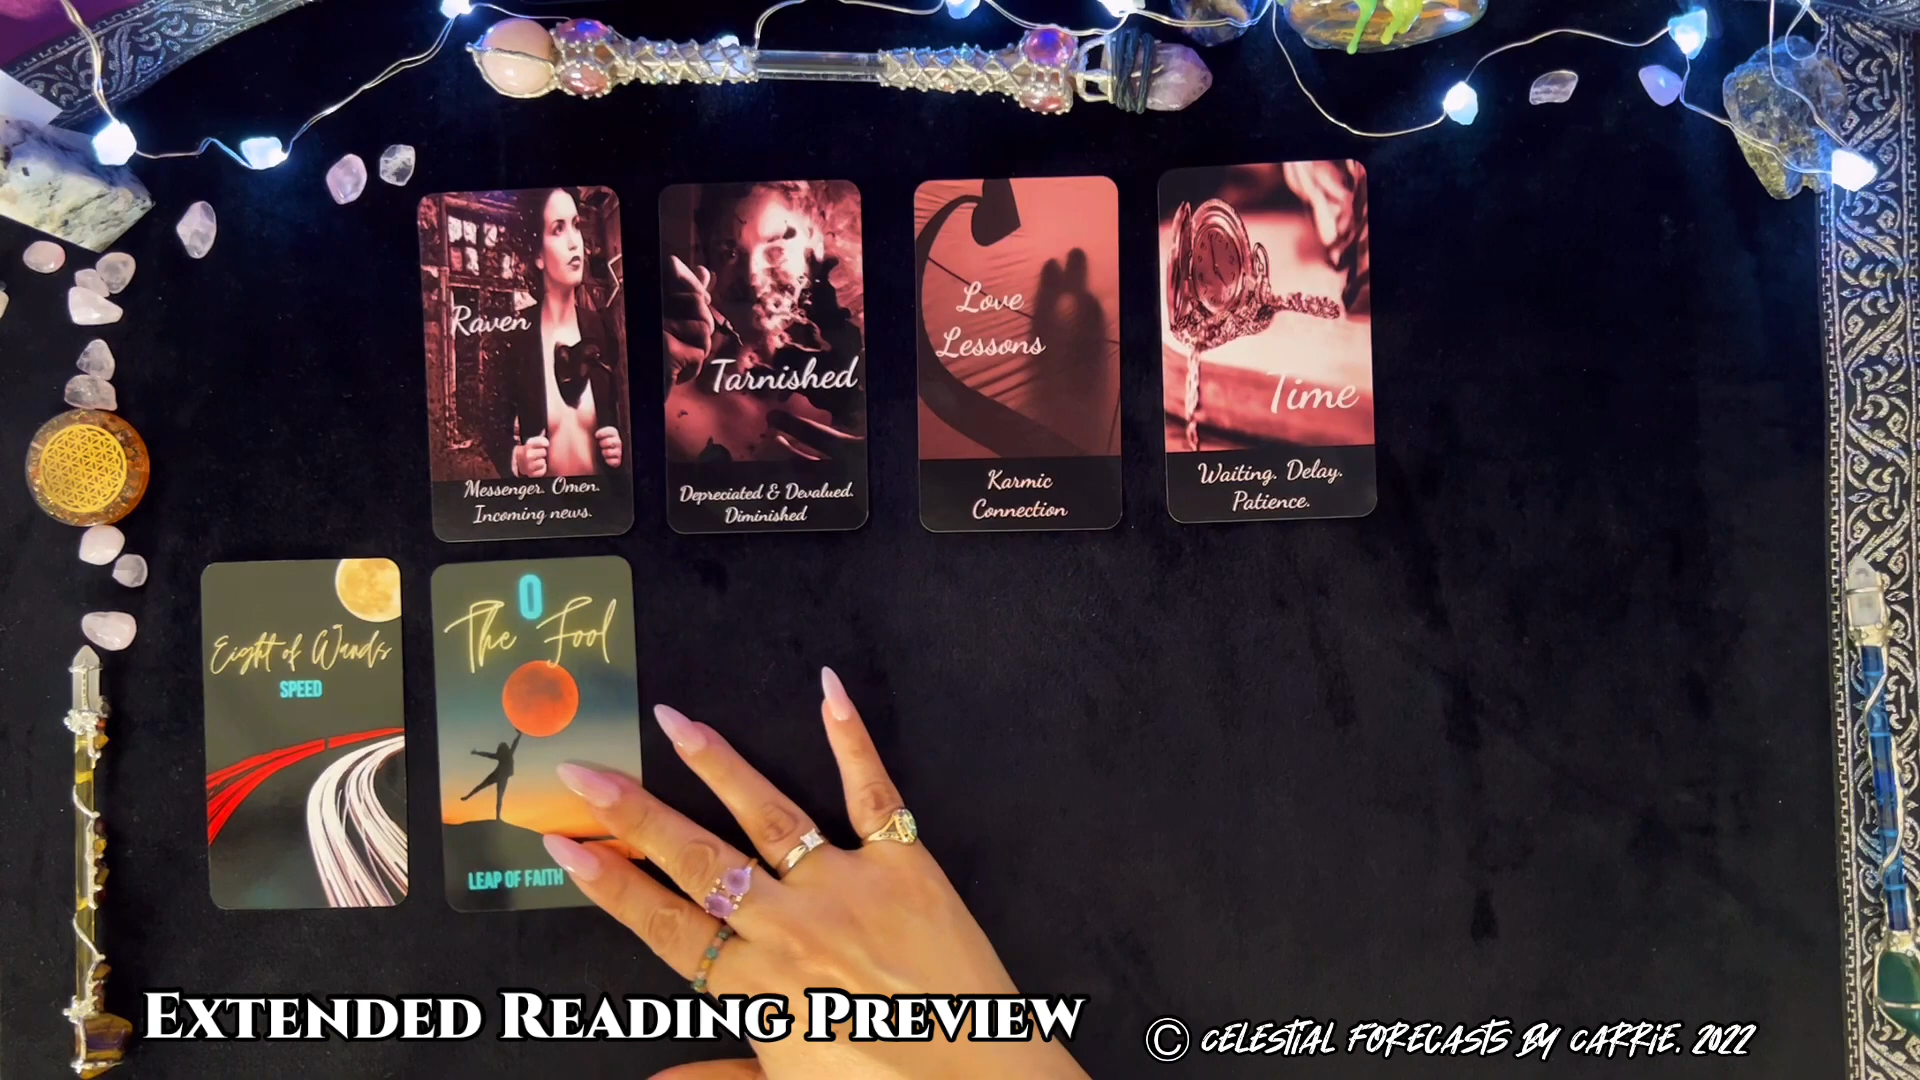 Raven
Messenger. Omen.
Incoming news.
Tarnished
Depreciated & Devalued.
Diminished
Love
Lessons
Karmic
Connection
Time
Waiting. Delay.
Patience.
Eight of Wands
SPEED
0
The Fool
LEAP OF FAITH
EXTENDED READING PREVIEW
© CELESTIAL FORECASTS BY CARRIE. 2022